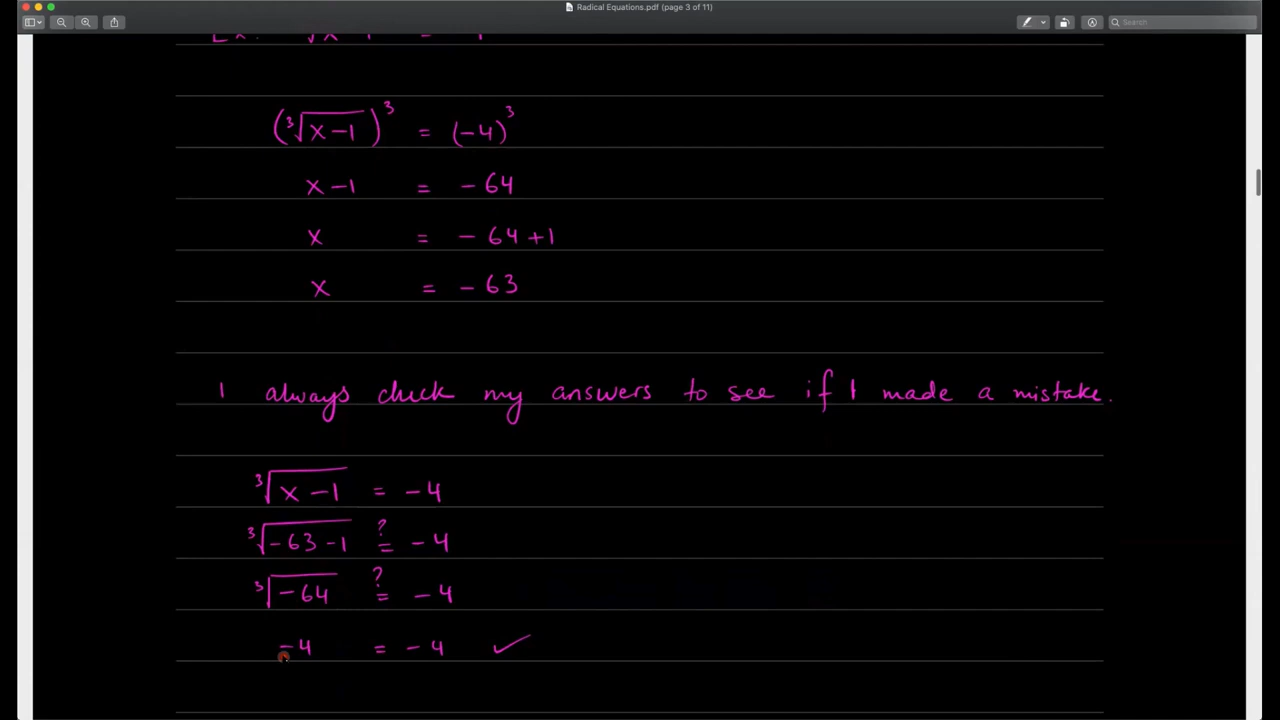 Radical Equations.pdf (page 3 of 11)
Search
(∛(x-1))³ = (-4)³
x-1 = -64
x = -64+1
x = -63
I always check my answers to see if I made a mistake.
∛(x-1) = -4
∛(-63-1) ≟ -4
∛(-64) ≟ -4
-4 = -4 ✓